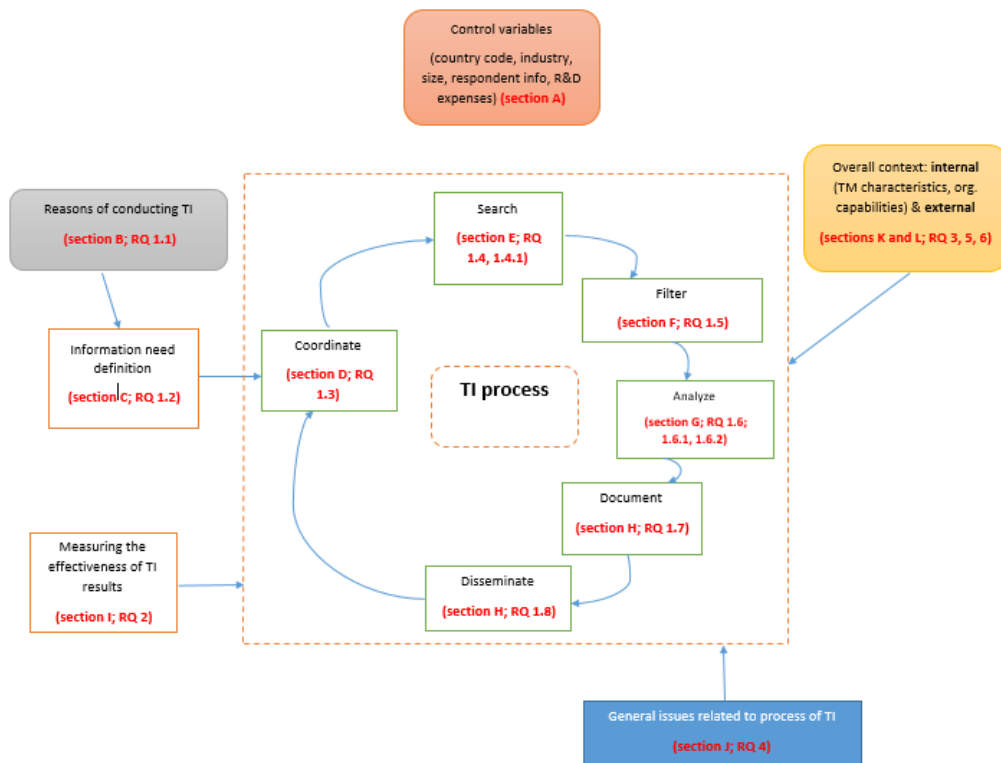 Control variables
(country code, industry,
size, respondent info, R&D
expenses) (section A)
Overall context: internal
(TM characteristics, org.
capabilities) & external
(sections K and L; RQ 3, 5, 6)
Reasons of conducting TI
(section B; RQ 1.1)
Search
(section E; RQ
1.4, 1.4.1)
Filter
(section F; RQ 1.5)
Information need
definition
(section C; RQ 1.2)
Coordinate
(section D; RQ
1.3)
TI process
Analyze
(section G; RQ 1.6;
1.6.1, 1.6.2)
Document
(section H; RQ 1.7)
Measuring the
effectiveness of TI
results
(section I; RQ 2)
Disseminate
(section H; RQ 1.8)
General issues related to process of TI
(section J; RQ 4)